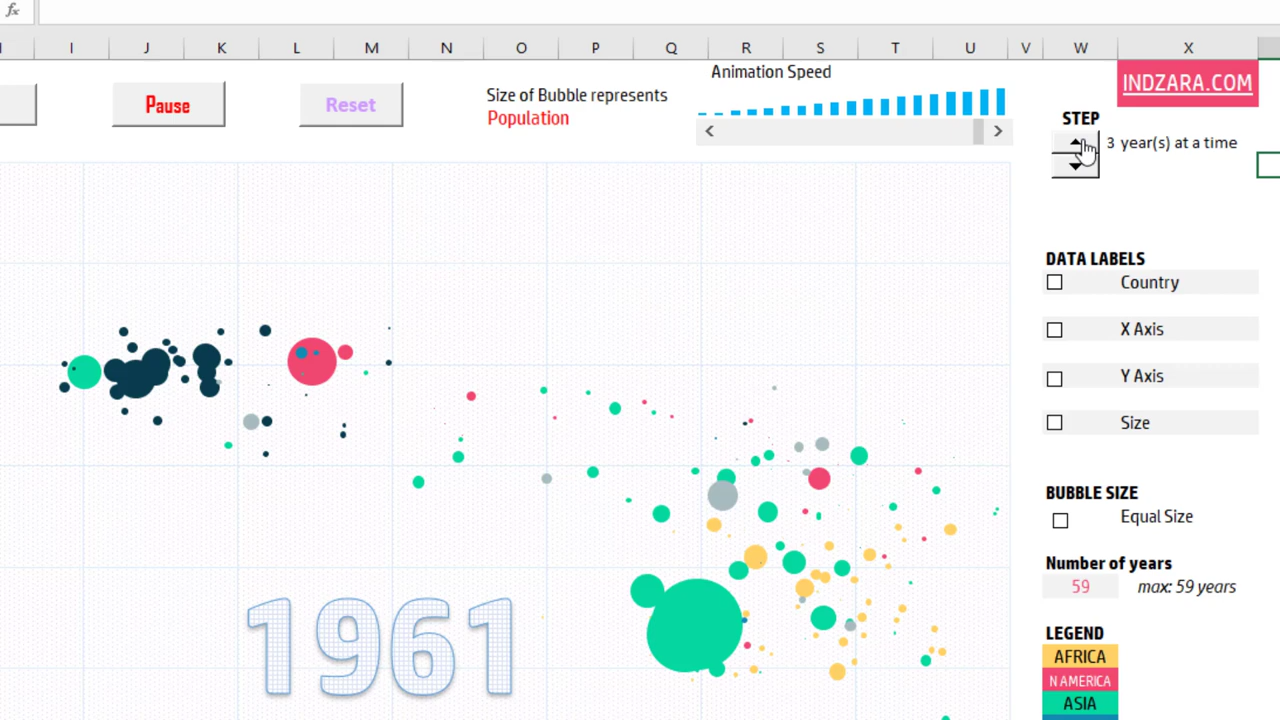 fx
I J K L M N O P Q R S T U V W X
Animation Speed
INDZARA.COM
Pause
Reset
Size of Bubble represents
Population
STEP
3 year(s) at a time
DATA LABELS
Country
X Axis
Y Axis
Size
BUBBLE SIZE
Equal Size
Number of years
59 max: 59 years
1961
LEGEND
AFRICA
N AMERICA
ASIA